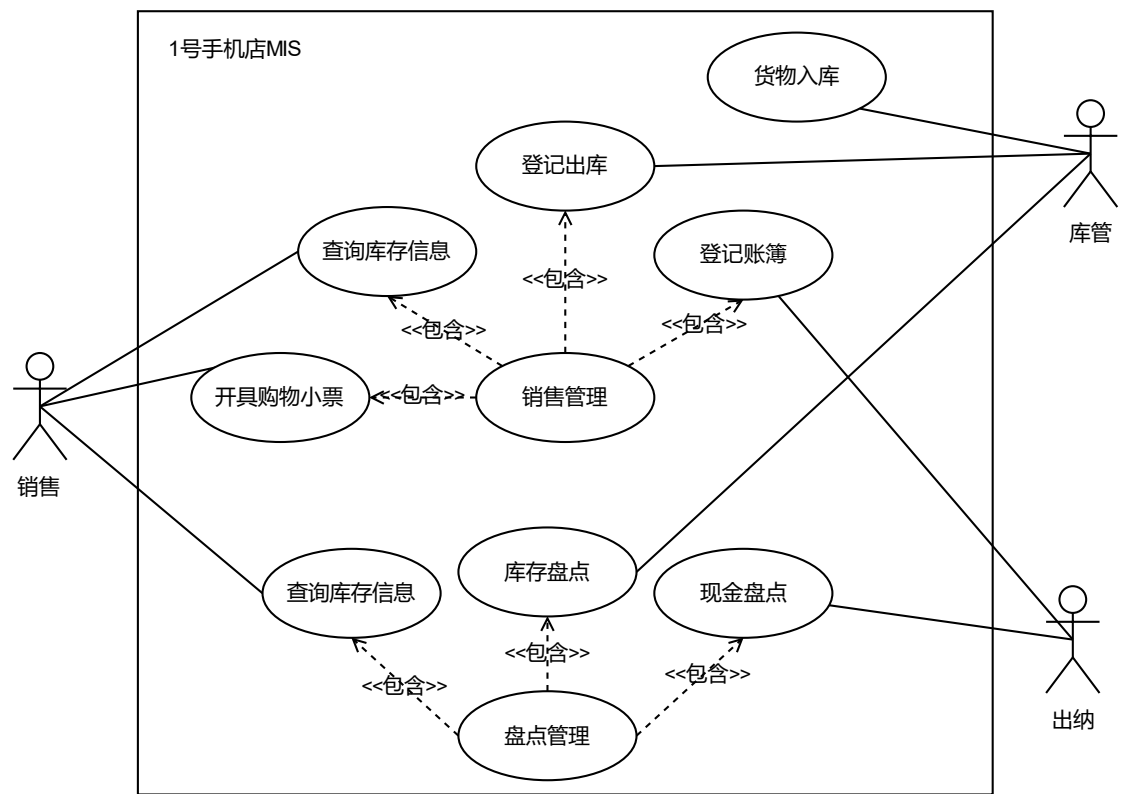 1号手机店MIS
货物入库
登记出库
库管
查询库存信息
登记账簿
<<包含>>
<<包含>>
<<包含>>
开具购物小票
<<包含>>
销售管理
销售
查询库存信息
库存盘点
现金盘点
<<包含>>
<<包含>>
<<包含>>
出纳
盘点管理